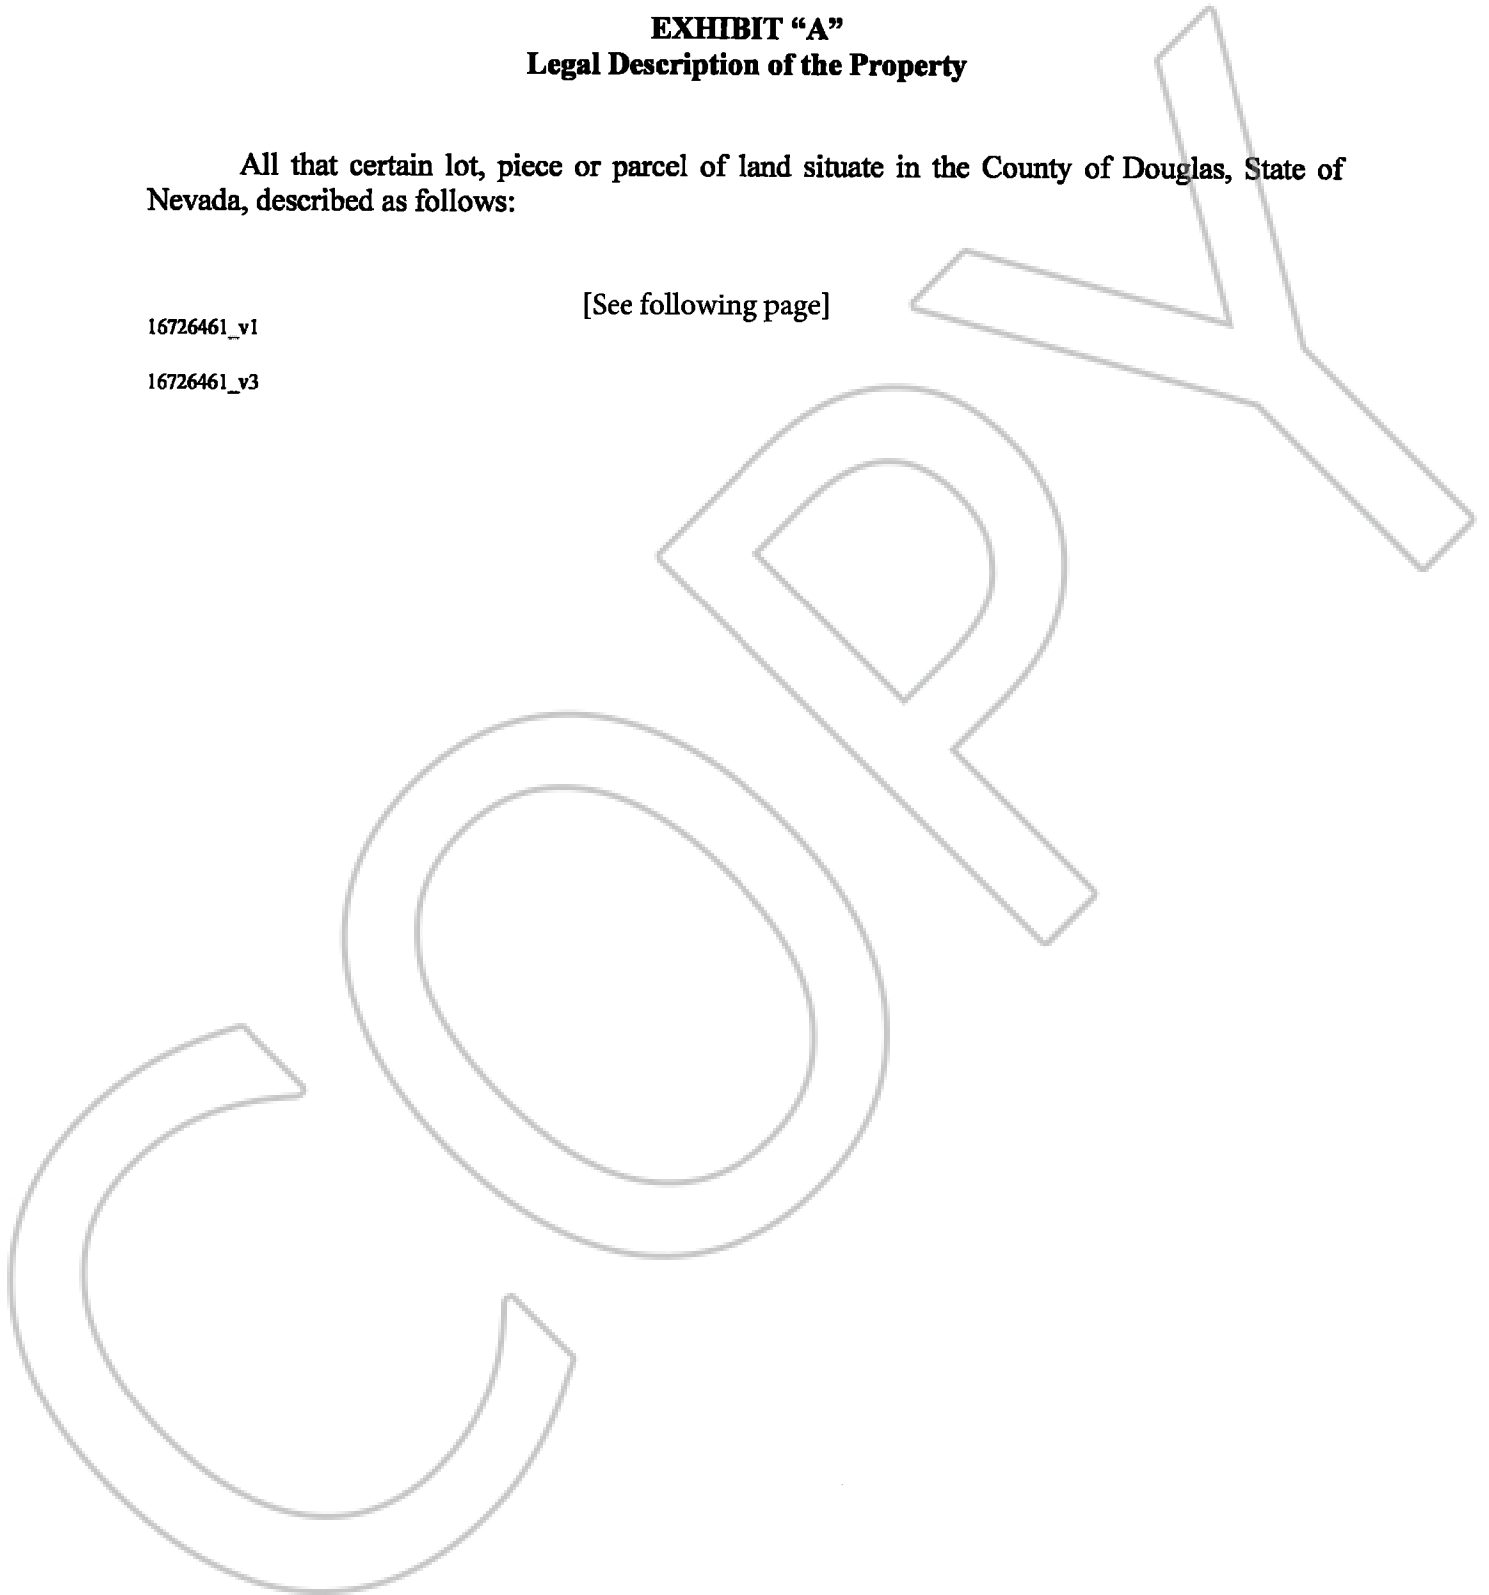 EXHIBIT “A”
Legal Description of the Property
All that certain lot, piece or parcel of land situate in the County of Douglas, State of
Nevada, described as follows:
[See following page]
16726461_v1
16726461_v3
COPY